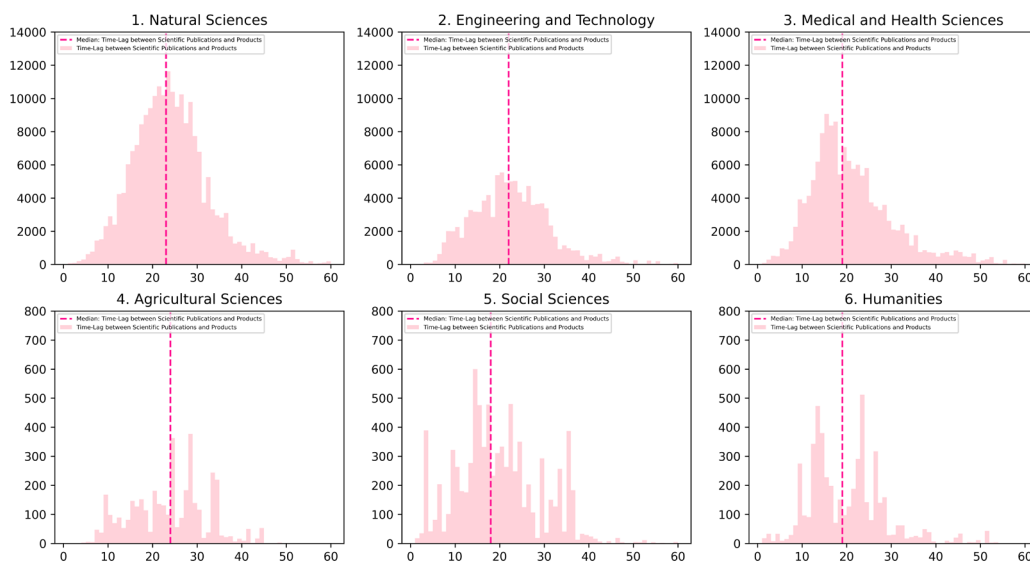 1. Natural Sciences
2. Engineering and Technology
3. Medical and Health Sciences
14000
12000
10000
8000
6000
4000
2000
0
Median: Time-Lag between Scientific Publications and Products
Time-Lag between Scientific Publications and Products
0 10 20 30 40 50 60
14000
12000
10000
8000
6000
4000
2000
0
Median: Time-Lag between Scientific Publications and Products
Time-Lag between Scientific Publications and Products
0 10 20 30 40 50 60
14000
12000
10000
8000
6000
4000
2000
0
Median: Time-Lag between Scientific Publications and Products
Time-Lag between Scientific Publications and Products
0 10 20 30 40 50 60
4. Agricultural Sciences
5. Social Sciences
6. Humanities
800
700
600
500
400
300
200
100
0
Median: Time-Lag between Scientific Publications and Products
Time-Lag between Scientific Publications and Products
0 10 20 30 40 50 60
800
700
600
500
400
300
200
100
0
Median: Time-Lag between Scientific Publications and Products
Time-Lag between Scientific Publications and Products
0 10 20 30 40 50 60
800
700
600
500
400
300
200
100
0
Median: Time-Lag between Scientific Publications and Products
Time-Lag between Scientific Publications and Products
0 10 20 30 40 50 60